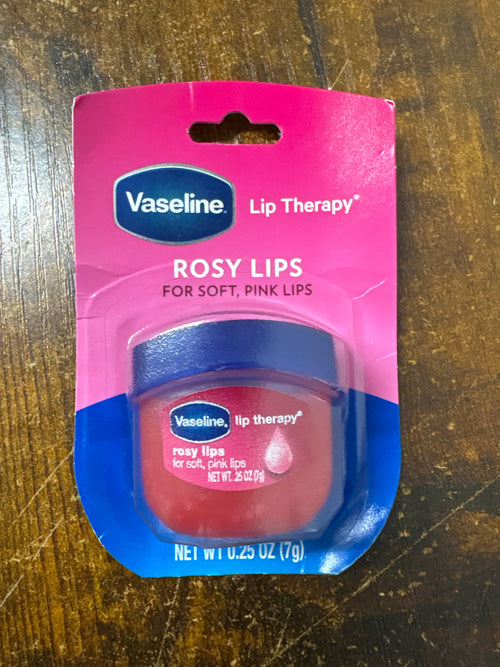 Vaseline. Lip Therapy®
ROSY LIPS
FOR SOFT, PINK LIPS
Vaseline. lip therapy®
rosy lips
for soft, pink lips
NET WT. .25 OZ (7g)
NET WT 0.25 OZ (7g)